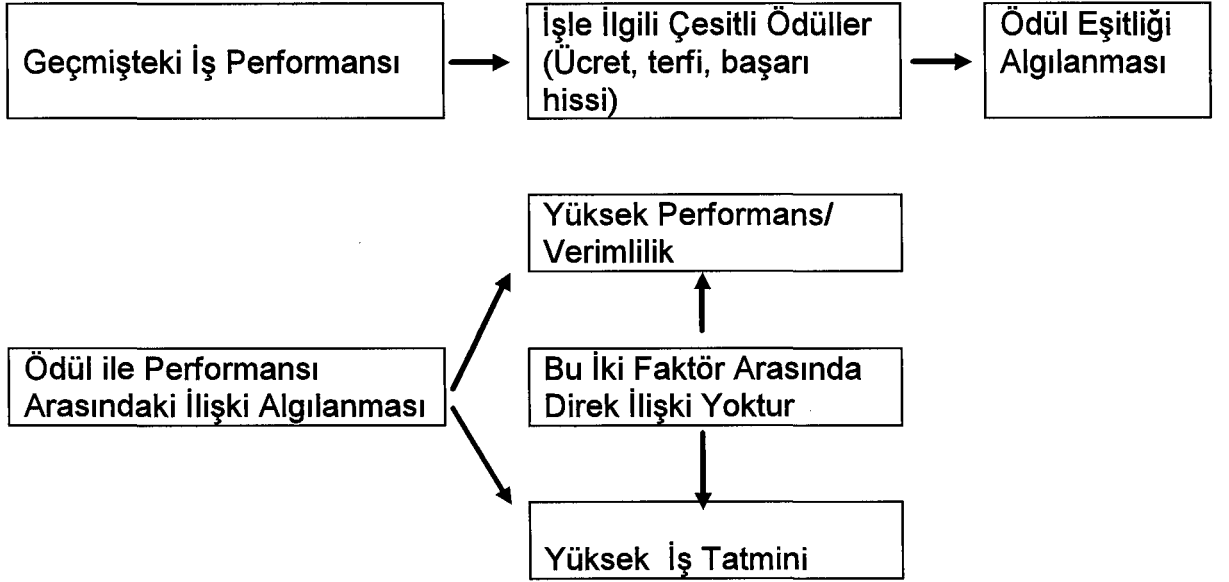 Geçmişteki İş Performansı
İşle İlgili Çesitli Ödüller
(Ücret, terfi, başarı
hissi)
Ödül Eşitliği
Algılanması
Yüksek Performans/
Verimlilik
Ödül ile Performansı
Arasındaki İlişki Algılanması
Bu İki Faktör Arasında
Direk İlişki Yoktur
Yüksek İş Tatmini